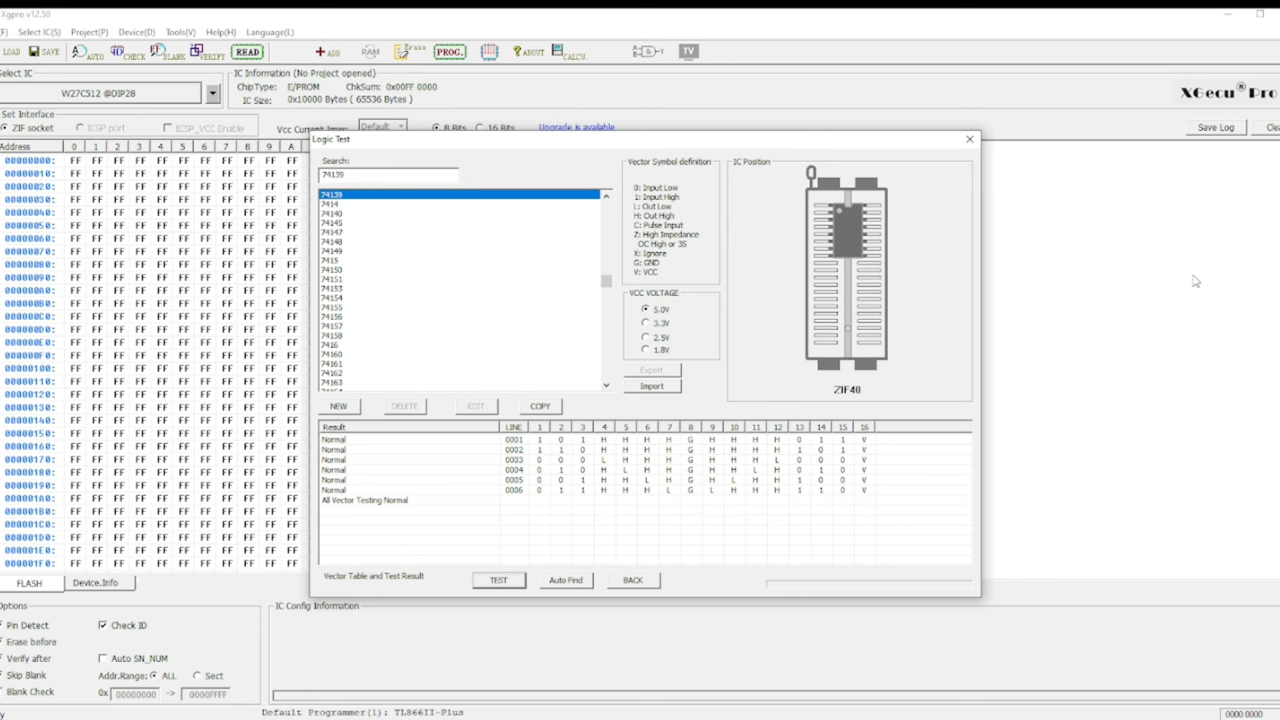 Xgpro v12.50
(F) Select IC(S) Project(P) Device(D) Tools(V) Help(H) Language(L)
LOAD SAVE AUTO CHECK BLANK VERIFY READ ADD RAM Erase PROG. ABOUT CALCU. TV
Select IC
W27C512 @DIP28
IC Information (No Project opened)
ChipType: E/PROM ChkSum: 0x00FF 0000
IC Size: 0x10000 Bytes ( 65536 Bytes )
XGecu® Pro
Set Interface
ZIF socket ICSP port ICSP_VCC Enable
Vcc Current Imax: Default 8 Bits 16 Bits Upgrade is available
Save Log Clea
Address 0 1 2 3 4 5 6 7 8 9 A
00000000: FF FF FF FF FF FF FF FF FF FF FF
00000010: FF FF FF FF FF FF FF FF FF FF FF
00000020: FF FF FF FF FF FF FF FF FF FF FF
00000030: FF FF FF FF FF FF FF FF FF FF FF
00000040: FF FF FF FF FF FF FF FF FF FF FF
00000050: FF FF FF FF FF FF FF FF FF FF FF
00000060: FF FF FF FF FF FF FF FF FF FF FF
00000070: FF FF FF FF FF FF FF FF FF FF FF
00000080: FF FF FF FF FF FF FF FF FF FF FF
00000090: FF FF FF FF FF FF FF FF FF FF FF
000000A0: FF FF FF FF FF FF FF FF FF FF FF
000000B0: FF FF FF FF FF FF FF FF FF FF FF
000000C0: FF FF FF FF FF FF FF FF FF FF FF
000000D0: FF FF FF FF FF FF FF FF FF FF FF
000000E0: FF FF FF FF FF FF FF FF FF FF FF
000000F0: FF FF FF FF FF FF FF FF FF FF FF
00000100: FF FF FF FF FF FF FF FF FF FF FF
00000110: FF FF FF FF FF FF FF FF FF FF FF
00000120: FF FF FF FF FF FF FF FF FF FF FF
00000130: FF FF FF FF FF FF FF FF FF FF FF
00000140: FF FF FF FF FF FF FF FF FF FF FF
00000150: FF FF FF FF FF FF FF FF FF FF FF
00000160: FF FF FF FF FF FF FF FF FF FF FF
00000170: FF FF FF FF FF FF FF FF FF FF FF
00000180: FF FF FF FF FF FF FF FF FF FF FF
00000190: FF FF FF FF FF FF FF FF FF FF FF
000001A0: FF FF FF FF FF FF FF FF FF FF FF
000001B0: FF FF FF FF FF FF FF FF FF FF FF
000001C0: FF FF FF FF FF FF FF FF FF FF FF
000001D0: FF FF FF FF FF FF FF FF FF FF FF
000001E0: FF FF FF FF FF FF FF FF FF FF FF
000001F0: FF FF FF FF FF FF FF FF FF FF FF
FLASH Device.Info
Logic Test
Search:
74139
74139
7414
74140
74145
74147
74148
74149
7415
74150
74151
74153
74154
74155
74156
74157
74158
7416
74160
74161
74162
74163
Vector Symbol definition
0: Input Low
1: Input High
L: Out Low
H: Out High
C: Pulse Input
Z: High Impedance
OC High or 3S
X: Ignore
G: GND
V: VCC
VCC VOLTAGE
5.0V
3.3V
2.5V
1.8V
Export
Import
IC Position
ZIF40
NEW DELETE EDIT COPY
Result LINE 1 2 3 4 5 6 7 8 9 10 11 12 13 14 15 16
Normal 0001 1 0 1 H H H H G H H H H 0 1 1 V
Normal 0002 1 1 0 H H H H G H H H H 1 0 1 V
Normal 0003 0 0 0 L H H H G H H H L 0 0 0 V
Normal 0004 0 1 0 H L H H G H H L H 0 1 0 V
Normal 0005 0 0 1 H H L H G H L H H 1 0 0 V
Normal 0006 0 1 1 H H H L G L H H H 1 1 0 V
All Vector Testing Normal
Vector Table and Test Result TEST Auto Find BACK
Options
Pin Detect Check ID
Erase before
Verify after Auto SN_NUM
Skip Blank Addr.Range: ALL Sect
Blank Check 0x 00000000 -> 0000FFFF
IC Config Information
Default Programmer(1): TL866II-Plus
0000 0000